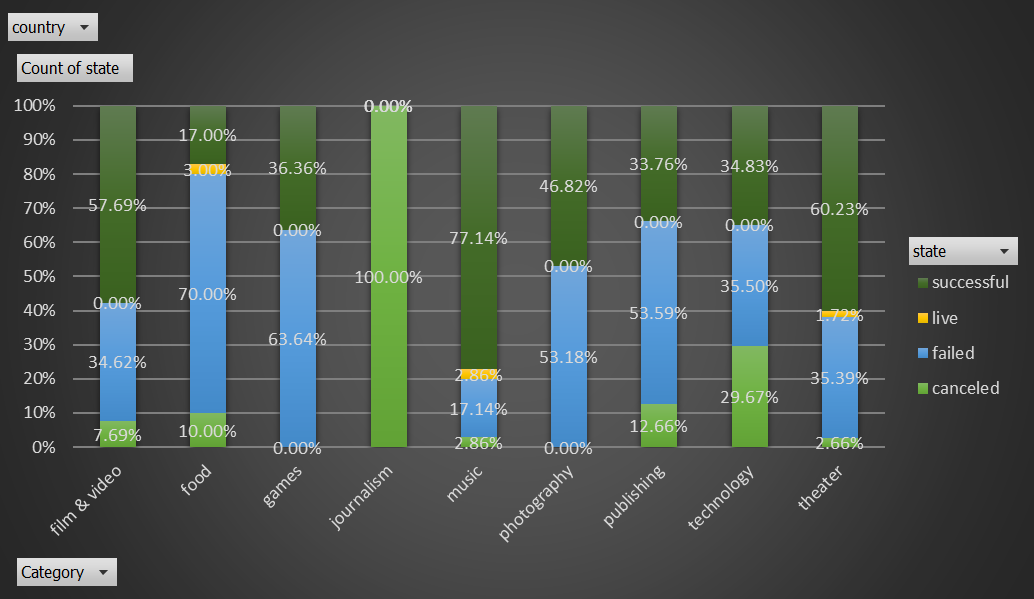 country
Count of state
100%
90%
80%
70%
60%
50%
40%
30%
20%
10%
0%
57.69%
0.00%
34.62%
7.69%
17.00%
3.00%
70.00%
10.00%
36.36%
0.00%
63.64%
0.00%
0.00%
100.00%
77.14%
2.86%
17.14%
2.86%
46.82%
0.00%
53.18%
0.00%
33.76%
0.00%
53.59%
12.66%
34.83%
0.00%
35.50%
29.67%
60.23%
1.72%
35.39%
2.66%
film & video
food
games
journalism
music
photography
publishing
technology
theater
state
successful
live
failed
canceled
Category